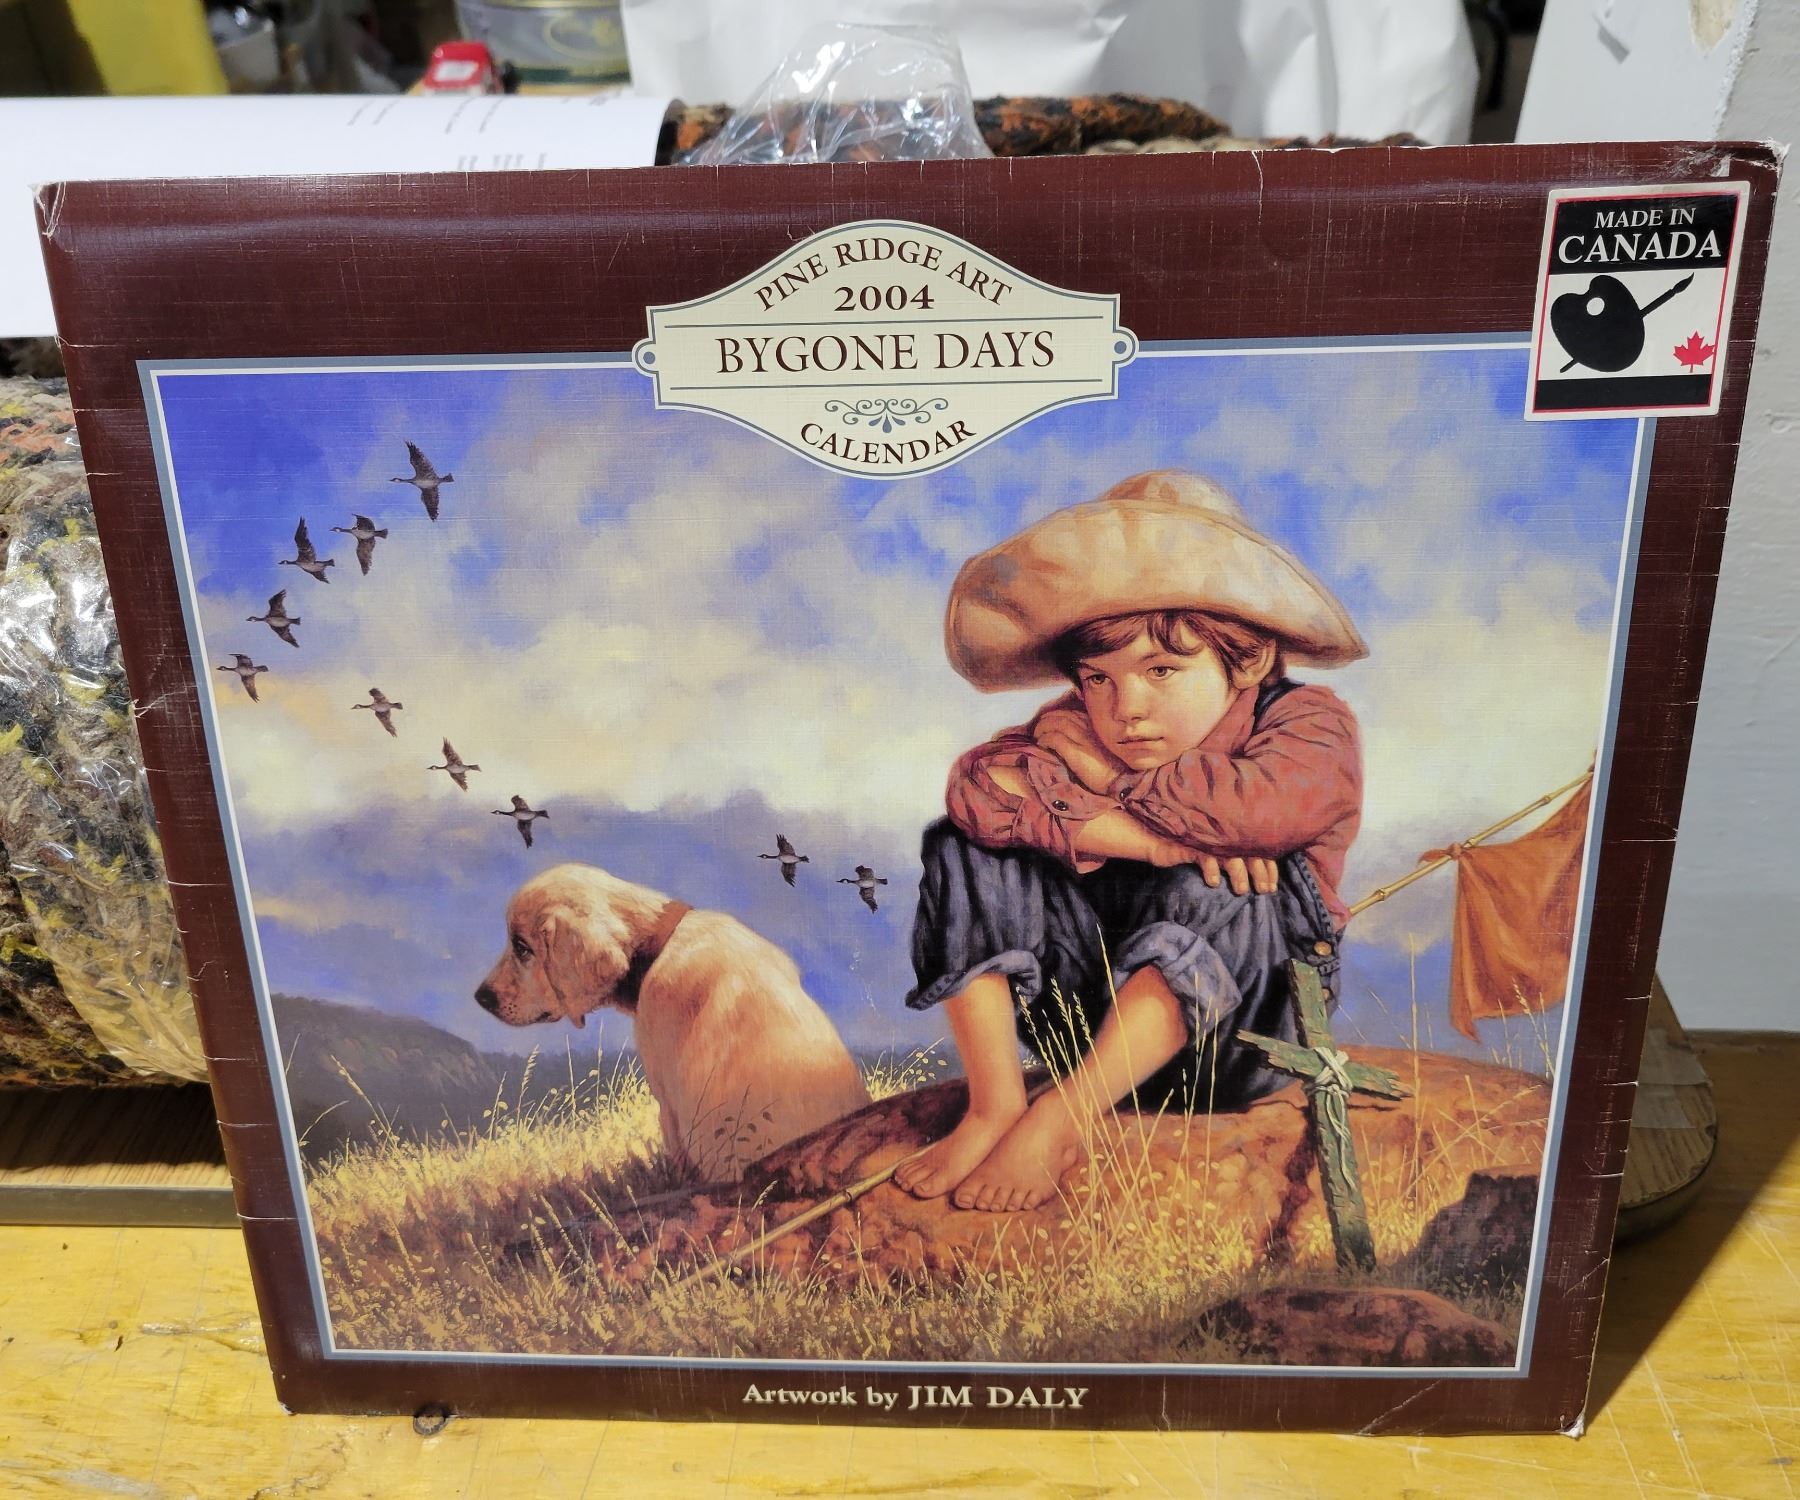 PINE RIDGE ART
2004
BYGONE DAYS
CALENDAR
MADE IN
CANADA
Artwork by JIM DALY